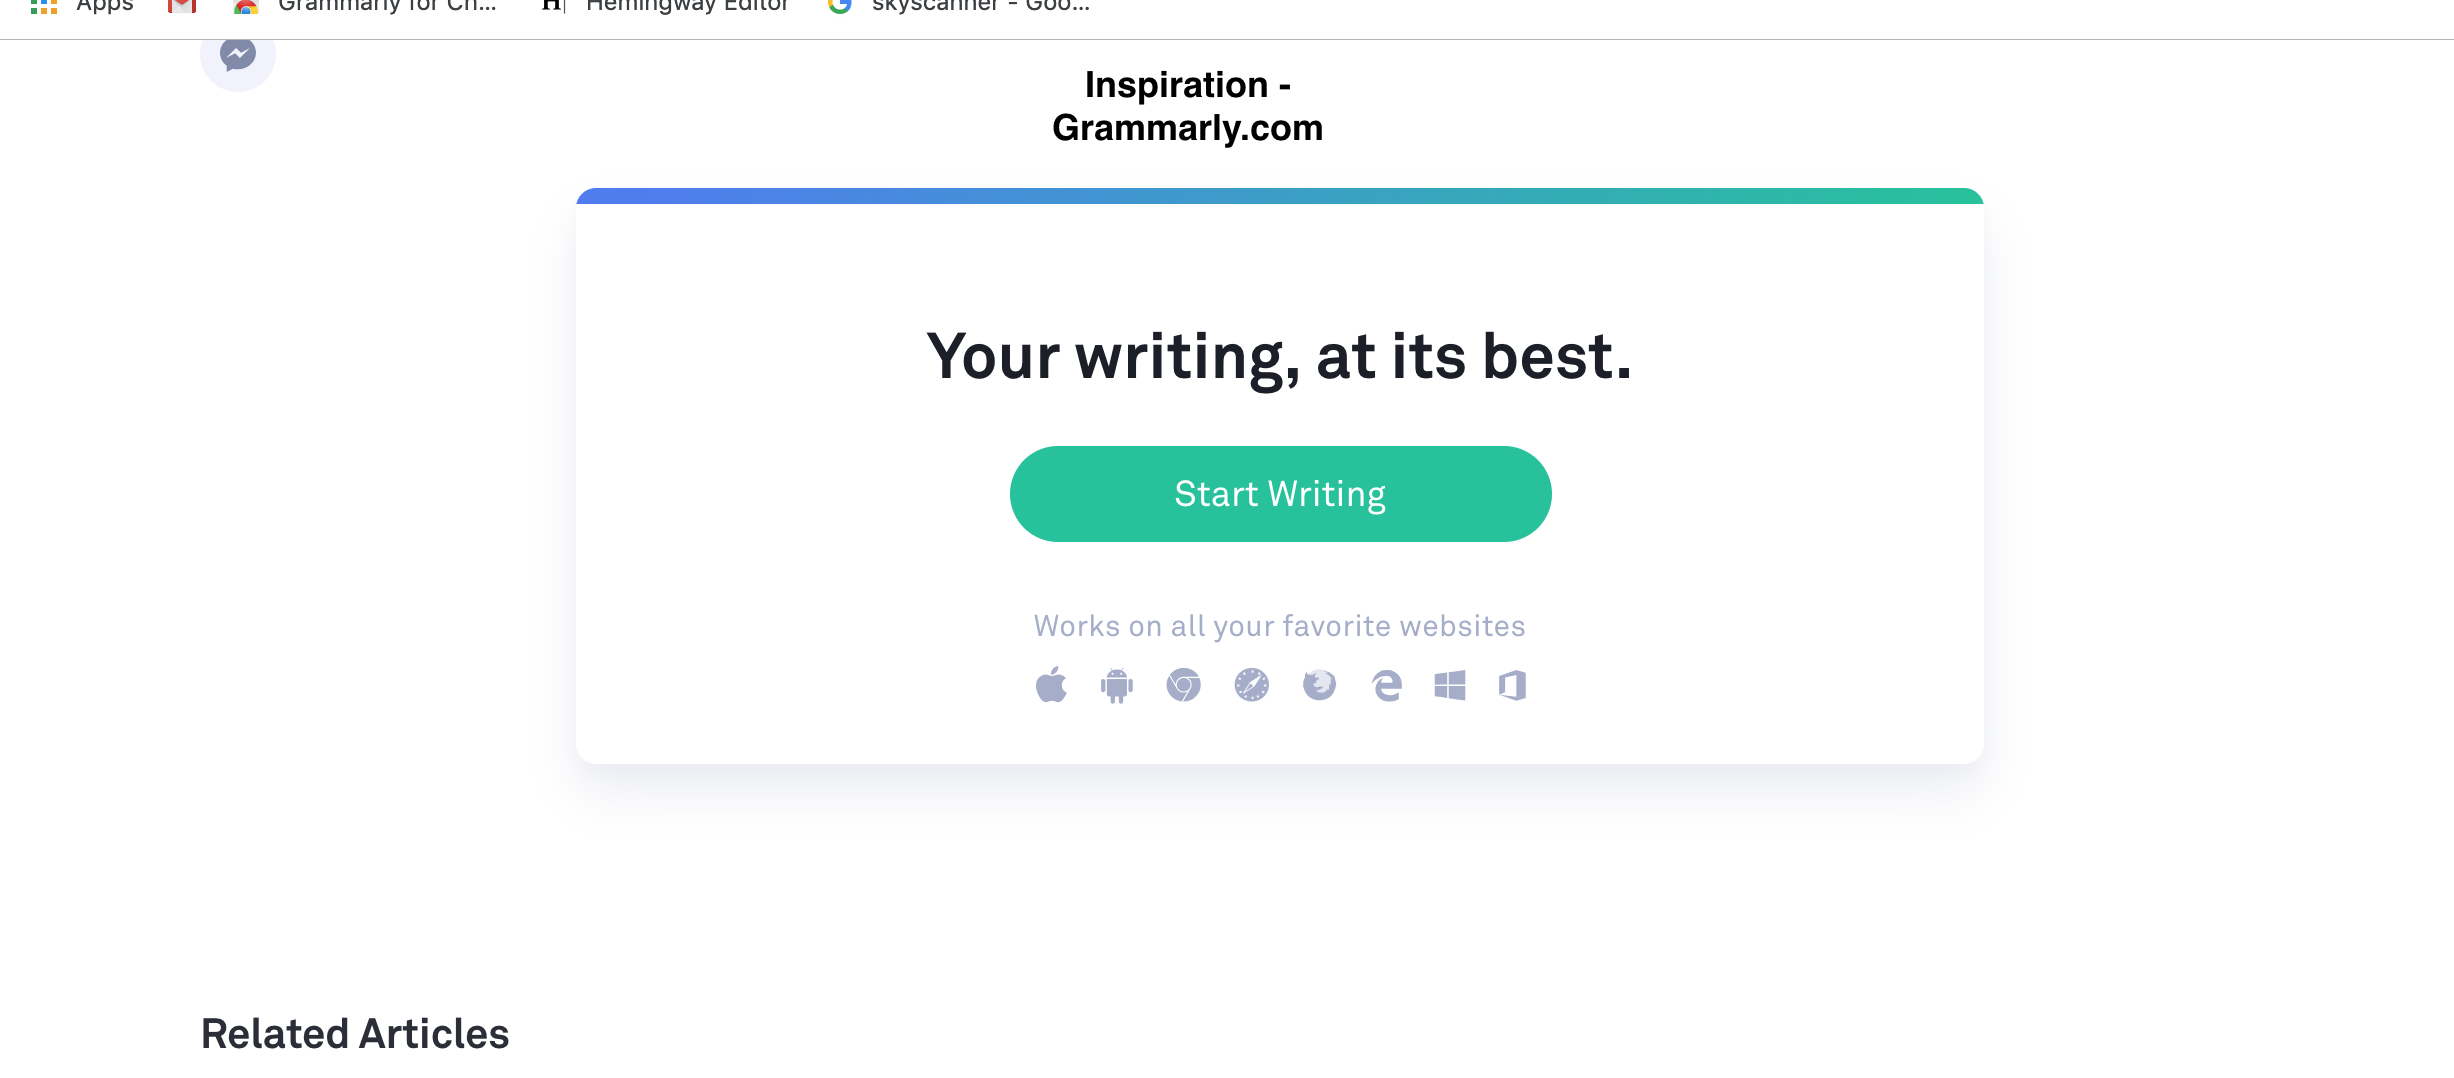 Apps Grammarly for Ch... H| Hemingway Editor skyscanner - Goo...
Inspiration -
Grammarly.com
Your writing, at its best.
Start Writing
Works on all your favorite websites
Related Articles